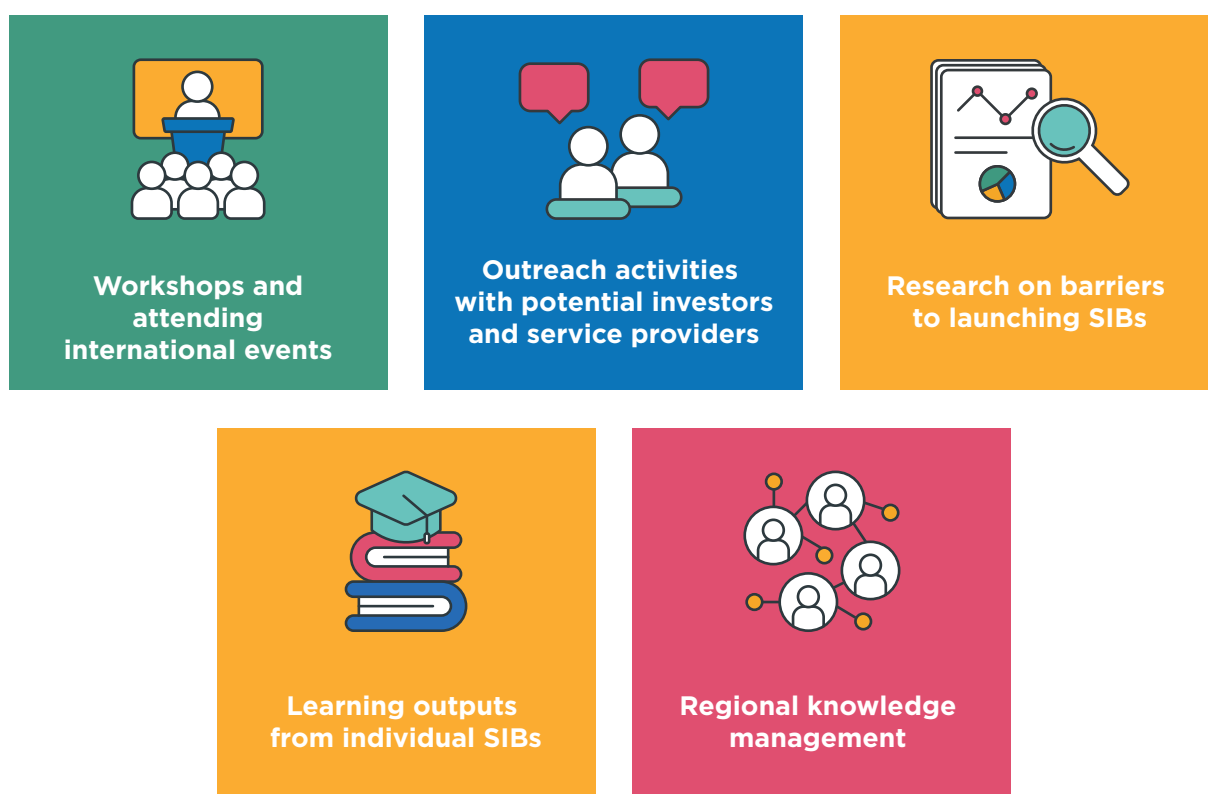 Workshops and
attending
international events
Outreach activities
with potential investors
and service providers
Research on barriers
to launching SIBs
Learning outputs
from individual SIBs
Regional knowledge
management